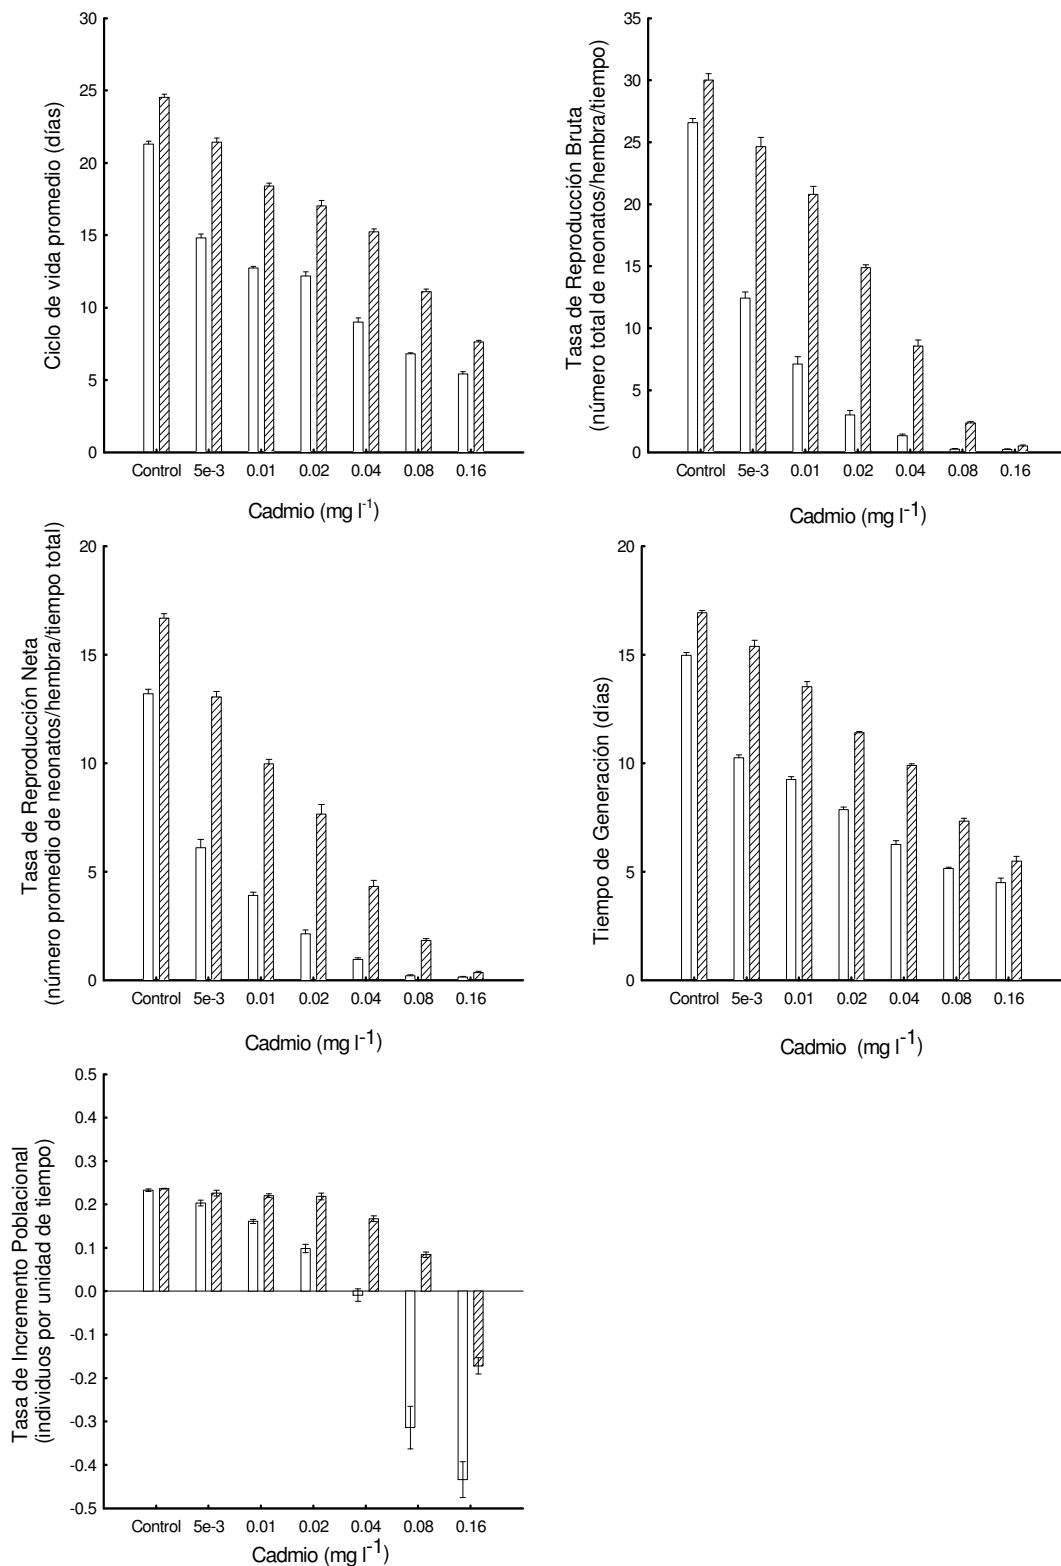 Ciclo de vida promedio (días)
30
25
20
15
10
5
0
Control 5e-3 0.01 0.02 0.04 0.08 0.16
Cadmio (mg l-1)
Tasa de Reproducción Bruta
(número total de neonatos/hembra/tiempo)
35
30
25
20
15
10
5
0
Control 5e-3 0.01 0.02 0.04 0.08 0.16
Cadmio (mg l-1)
Tasa de Reproducción Neta
(número promedio de neonatos/hembra/tiempo total)
20
15
10
5
0
Control 5e-3 0.01 0.02 0.04 0.08 0.16
Cadmio (mg l-1)
Tiempo de Generación (días)
20
15
10
5
0
Control 5e-3 0.01 0.02 0.04 0.08 0.16
Cadmio (mg l-1)
Tasa de Incremento Poblacional
(individuos por unidad de tiempo)
0.5
0.4
0.3
0.2
0.1
0.0
-0.1
-0.2
-0.3
-0.4
-0.5
Control 5e-3 0.01 0.02 0.04 0.08 0.16
Cadmio (mg l-1)